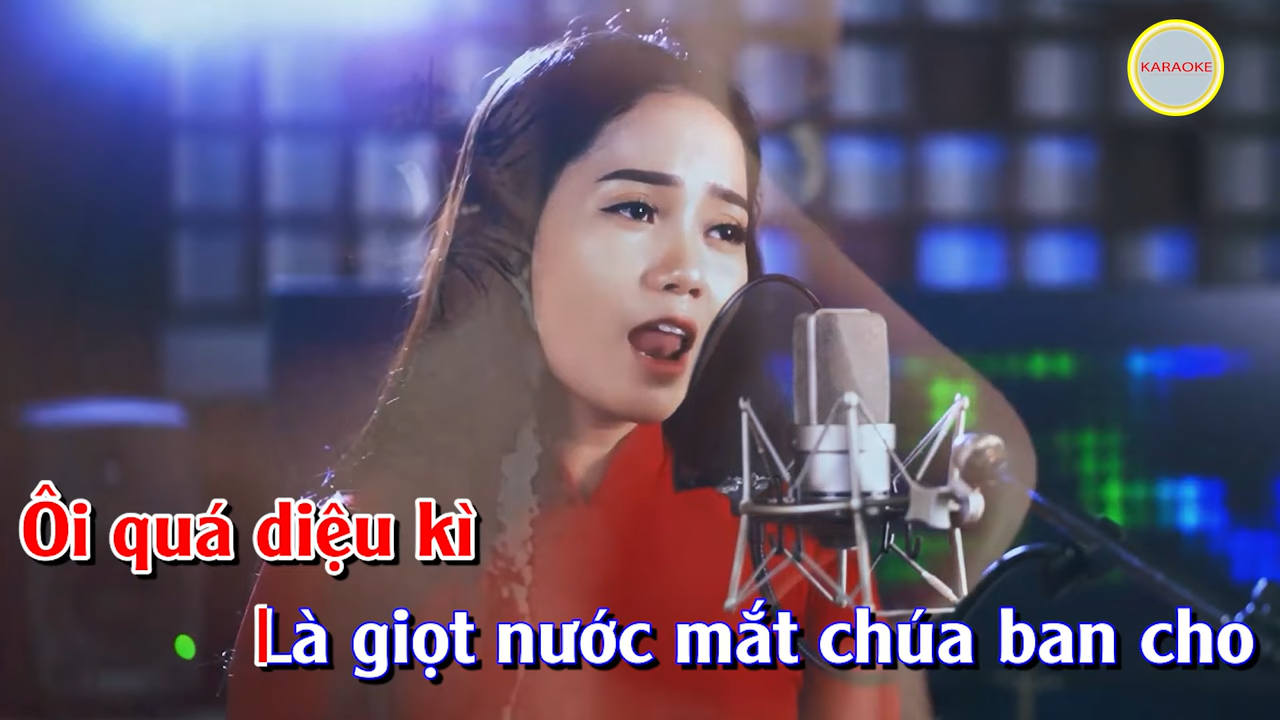 KARAOKE
Ôi quá diệu kì
Là giọt nước mắt chúa ban cho